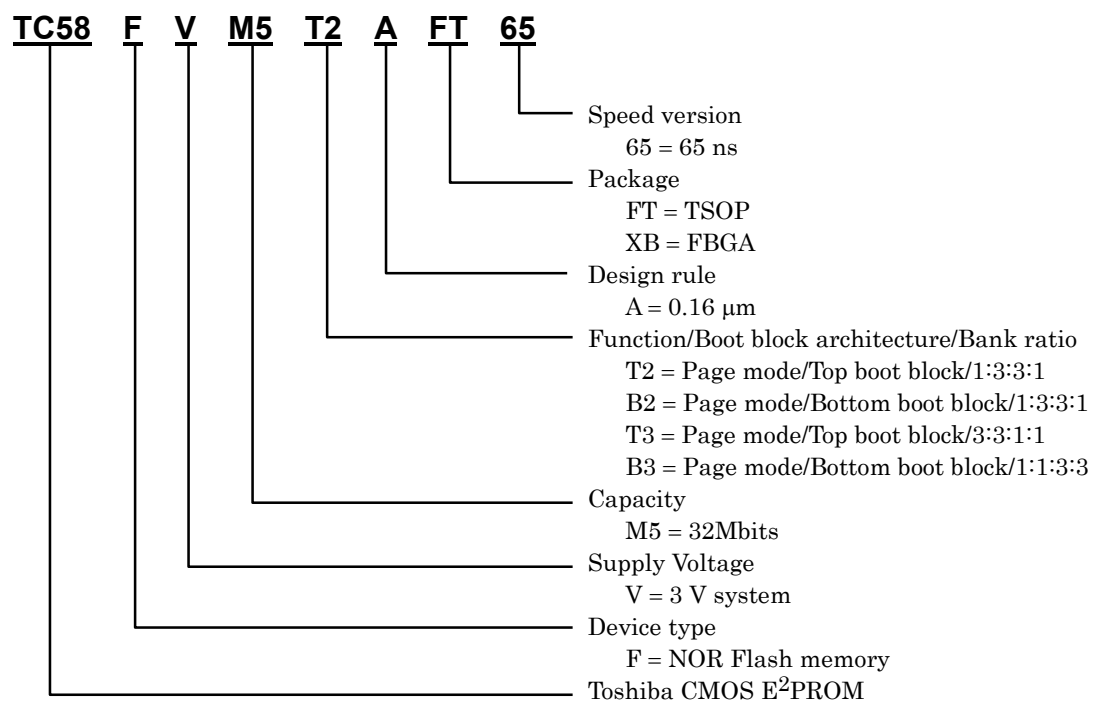 TC58 F V M5 T2 A FT 65
Speed version
65 = 65 ns
Package
FT = TSOP
XB = FBGA
Design rule
A = 0.16 μm
Function/Boot block architecture/Bank ratio
T2 = Page mode/Top boot block/1:3:3:1
B2 = Page mode/Bottom boot block/1:3:3:1
T3 = Page mode/Top boot block/3:3:1:1
B3 = Page mode/Bottom boot block/1:1:3:3
Capacity
M5 = 32Mbits
Supply Voltage
V = 3 V system
Device type
F = NOR Flash memory
Toshiba CMOS E²PROM